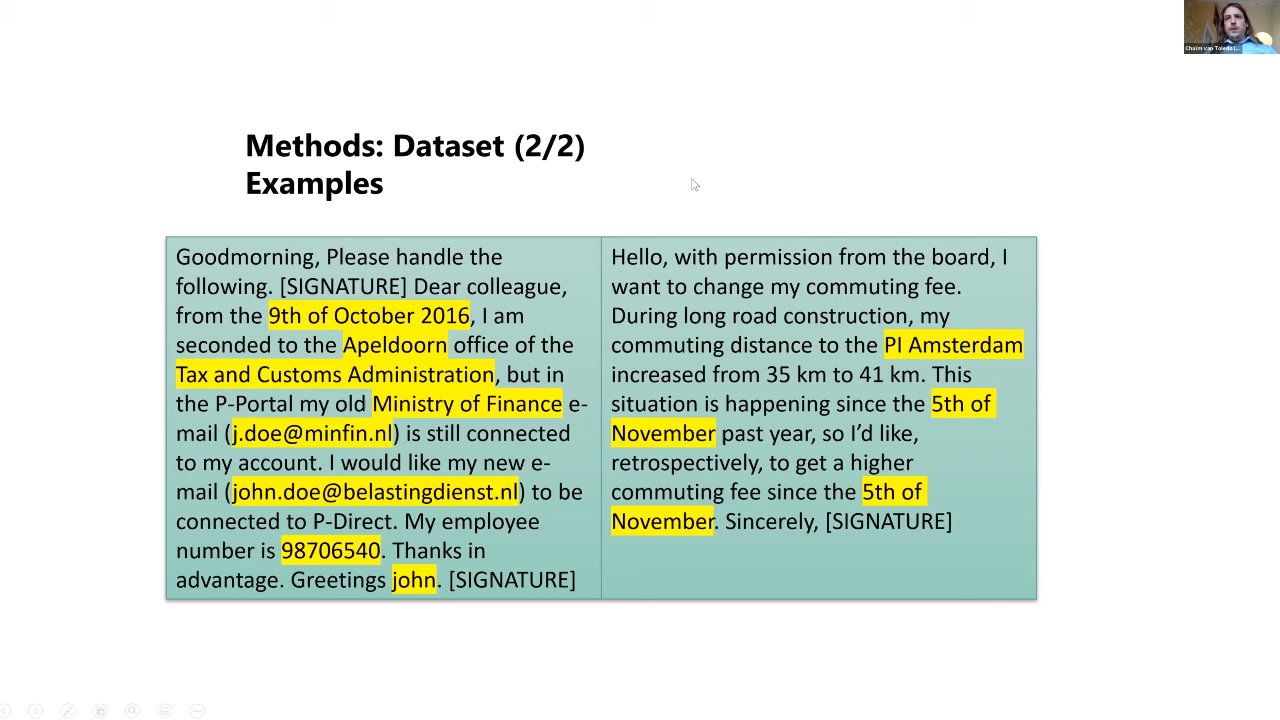 Chaïm van Toledo (...
Methods: Dataset (2/2)
Examples
Goodmorning, Please handle the
following. [SIGNATURE] Dear colleague,
from the 9th of October 2016, I am
seconded to the Apeldoorn office of the
Tax and Customs Administration, but in
the P-Portal my old Ministry of Finance e-
mail (j.doe@minfin.nl) is still connected
to my account. I would like my new e-
mail (john.doe@belastingdienst.nl) to be
connected to P-Direct. My employee
number is 98706540. Thanks in
advantage. Greetings john. [SIGNATURE]
Hello, with permission from the board, I
want to change my commuting fee.
During long road construction, my
commuting distance to the PI Amsterdam
increased from 35 km to 41 km. This
situation is happening since the 5th of
November past year, so I’d like,
retrospectively, to get a higher
commuting fee since the 5th of
November. Sincerely, [SIGNATURE]